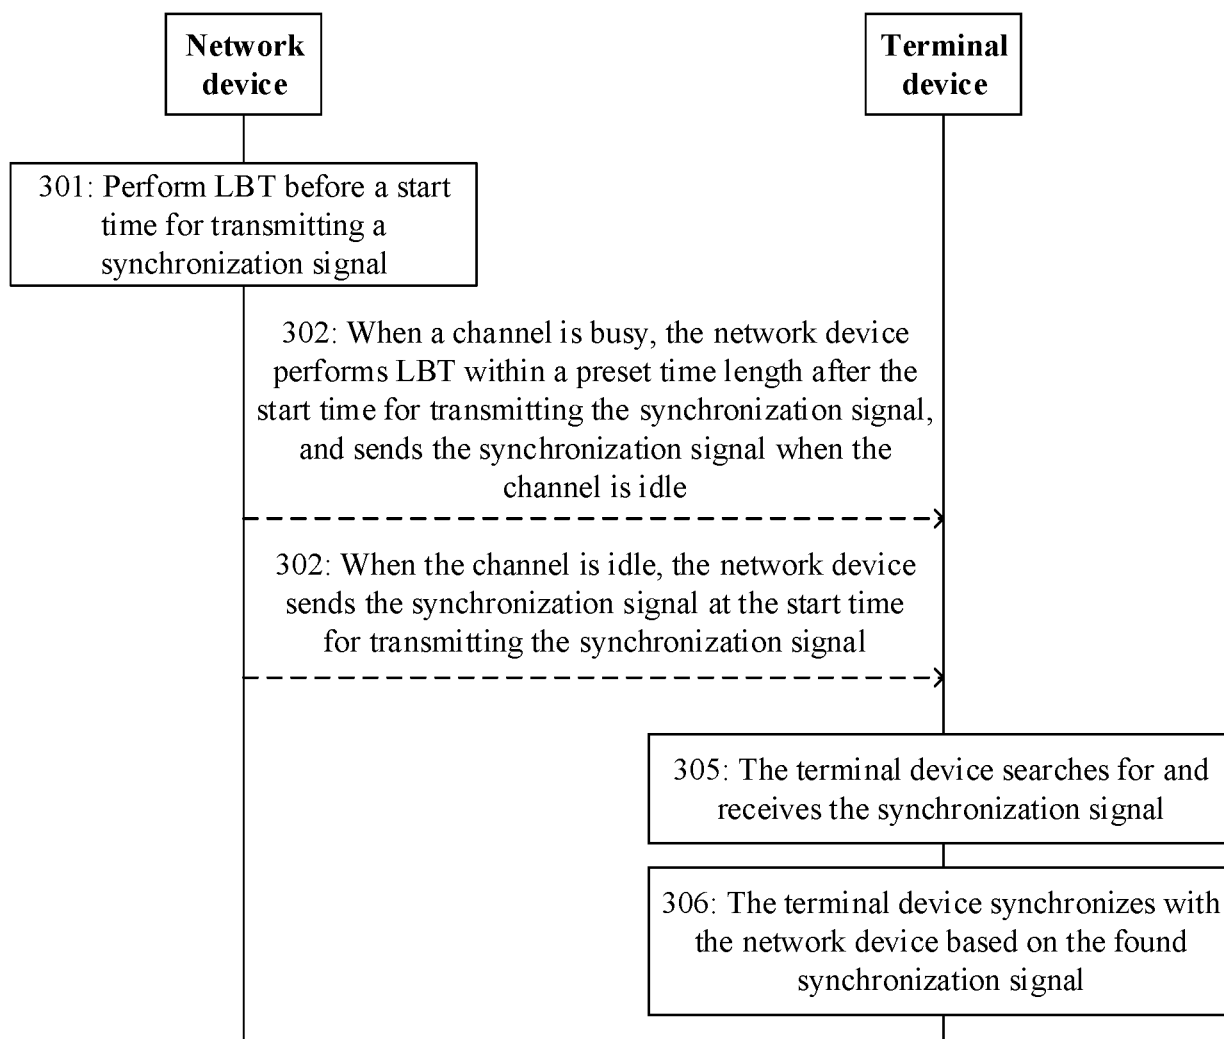 Network
device
Terminal
device
301: Perform LBT before a start
time for transmitting a
synchronization signal
302: When a channel is busy, the network device
performs LBT within a preset time length after the
start time for transmitting the synchronization signal,
and sends the synchronization signal when the
channel is idle
302: When the channel is idle, the network device
sends the synchronization signal at the start time
for transmitting the synchronization signal
305: The terminal device searches for and
receives the synchronization signal
306: The terminal device synchronizes with
the network device based on the found
synchronization signal